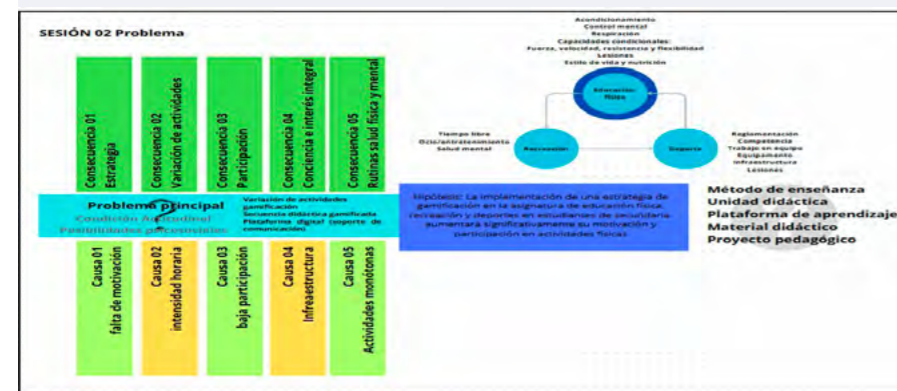 SESIÓN 02 Problema
Consecuencia 01
Estrategia
Consecuencia 02
Variación de actividades
Consecuencia 03
Participación
Consecuencia 04
Conciencia e interés integral
Consecuencia 05
Rutinas salud física y mental
Problema principal
Condición
Posibilidades psicosociales
Variación de actividades
gamificación
Secuencia didáctica gamificada
Plataforma digital (soporte de
comunicación)
Causa 01
falta de motivación
Causa 02
intensidad horaria
Causa 03
baja participación
Causa 04
Infraestructura
Causa 05
Actividades monótonas
Acondicionamiento
Control mental
Respiración
Capacidades condicionales:
Fuerza, velocidad, resistencia y flexibilidad
Lesiones
Estilo de vida y nutrición
Educación
física
Tiempo libre
Ocio/entretenimiento
Salud mental
Recreación
Deporte
Reglamentación
Competencia
Trabajo en equipo
Equipamento
Infraestructura
Lesiones
Hipótesis: La implementación de una estrategia de
gamificación en la asignatura de educación física,
recreación y deportes en estudiantes de secundaria
aumentará significativamente su motivación y
participación en actividades físicas
Método de enseñanza
Unidad didáctica
Plataforma de aprendizaje
Material didáctico
Proyecto pedagógico